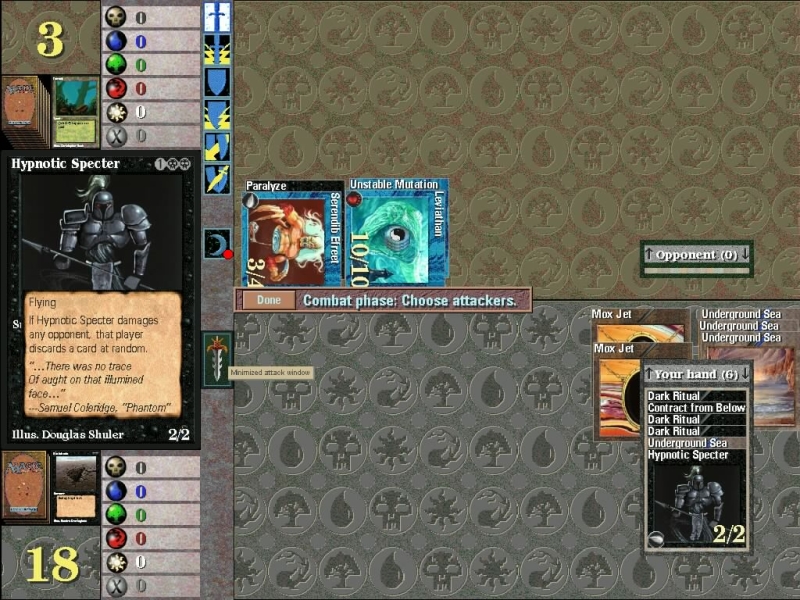 3
0
0
0
0
0
0
X
Hypnotic Specter
1
Flying
If Hypnotic Specter damages
any opponent, that player
discards a card at random.
"...There was no trace
Of aught on that illumined
face..."
---Samuel Coleridge, "Phantom"
Illus. Douglas Shuler
2/2
Paralyze
Serendib Efreet
3/4
Unstable Mutation
Leviathan
10/10
Opponent (0)
Done
Combat phase: Choose attackers.
Minimized attack window
Mox Jet
Mox Jet
Underground Sea
Underground Sea
Underground Sea
Your hand (6)
Dark Ritual
Contract from Below
Dark Ritual
Dark Ritual
Underground Sea
Hypnotic Specter
2/2
18
0
0
0
0
0
0
X